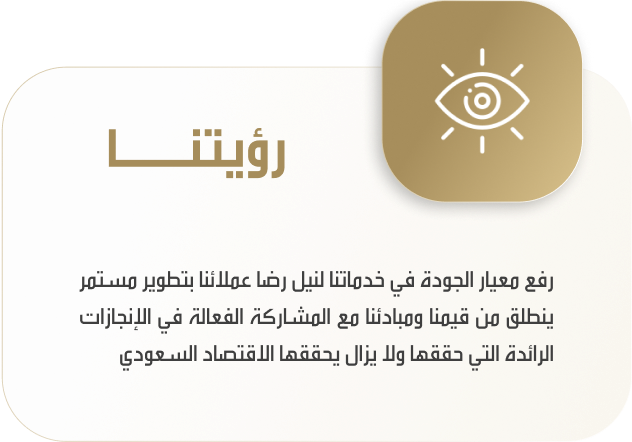 رؤيتنا
رفع معيار الجودة في خدماتنا لنيل رضا عملائنا بتطوير مستمر
ينطلق من قيمنا ومبادئنا مع المشاركة الفعالة في الإنجازات
الرائدة التي حققها ولا يزال يحققها الاقتصاد السعودي